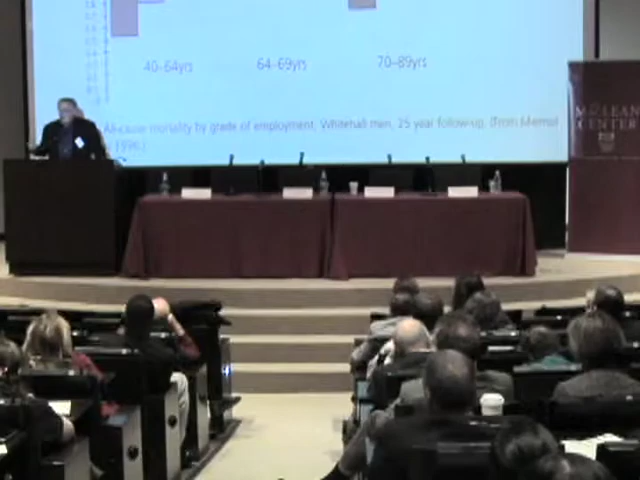 40-64yrs 64-69yrs 70-89yrs
All-cause mortality by grade of employment, Whitehall men, 25 year follow-up. (From Marmot
1996.)
MCLEAN
CENTER